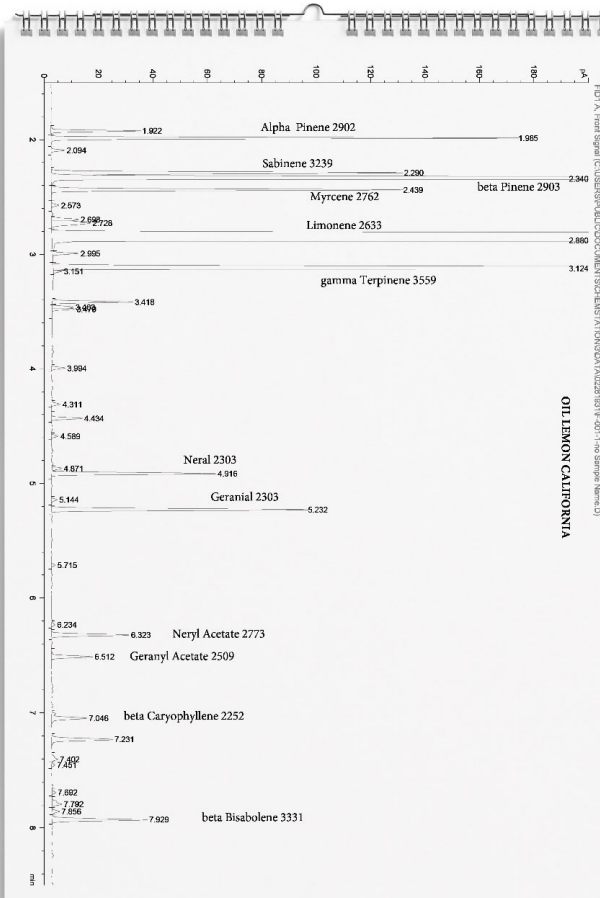 0 20 40 60 80 100 120 140 160 180 pA
Alpha Pinene 2902
1.922
1.985
2
2.094
Sabinene 3239
2.290
2.340
beta Pinene 2903
2.439
Myrcene 2762
2.573
2.698
2.726
Limonene 2633
2.880
2.995
3
3.124
3.151
gamma Terpinene 3559
3.418
3.994
4
4.311
OIL LEMON CALIFORNIA
4.434
4.589
Neral 2303
4.871
4.916
5
Geranial 2303
5.144
5.232
5.715
6
6.234
6.323
Neryl Acetate 2773
6.512
Geranyl Acetate 2509
7
7.046
beta Caryophyllene 2252
7.231
7.402
7.451
7.692
7.792
7.856
7.929
beta Bisabolene 3331
8
min